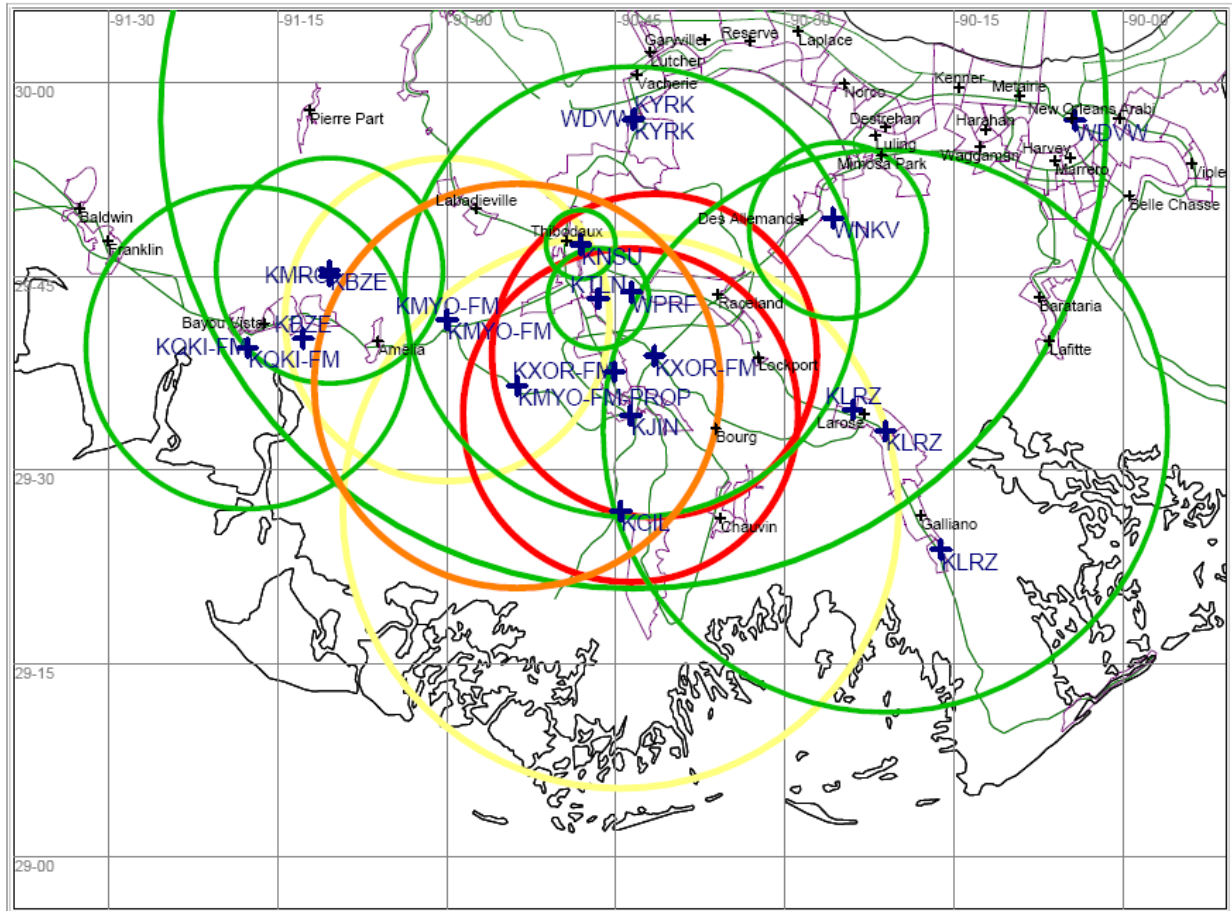 -91-30
-91-15
-91-00
-90-45
-90-30
-90-15
-90-00
Garyville
Reserve
Laplace
Lutcher
Vacherie
30-00
Norco
Kenner
Metairie
Pierre Part
WDVW
KYRK
KYRK
Destrehan
Harahan
New Orleans
Arabi
WDVW
Luling
Mimosa Park
Waggaman
Harvey
Marrero
Viole
Baldwin
Labadieville
Belle Chasse
Franklin
Thibodaux
Des Allemands
WNKV
KNSU
29-45
KBZE
KTLN
WPRF
Raceland
Barataria
KMYO-FM
KMYO-FM
Bayou Vista
KBZE
Amelia
Lafitte
KQKI-FM
KQKI-FM
KXOR-FM
KXOR-FM
Lockport
KMYO-FM-PROP
KLRZ
Larose
KJIN
Bourg
KLRZ
29-30
KCIL
Chauvin
Galliano
KLRZ
29-15
29-00